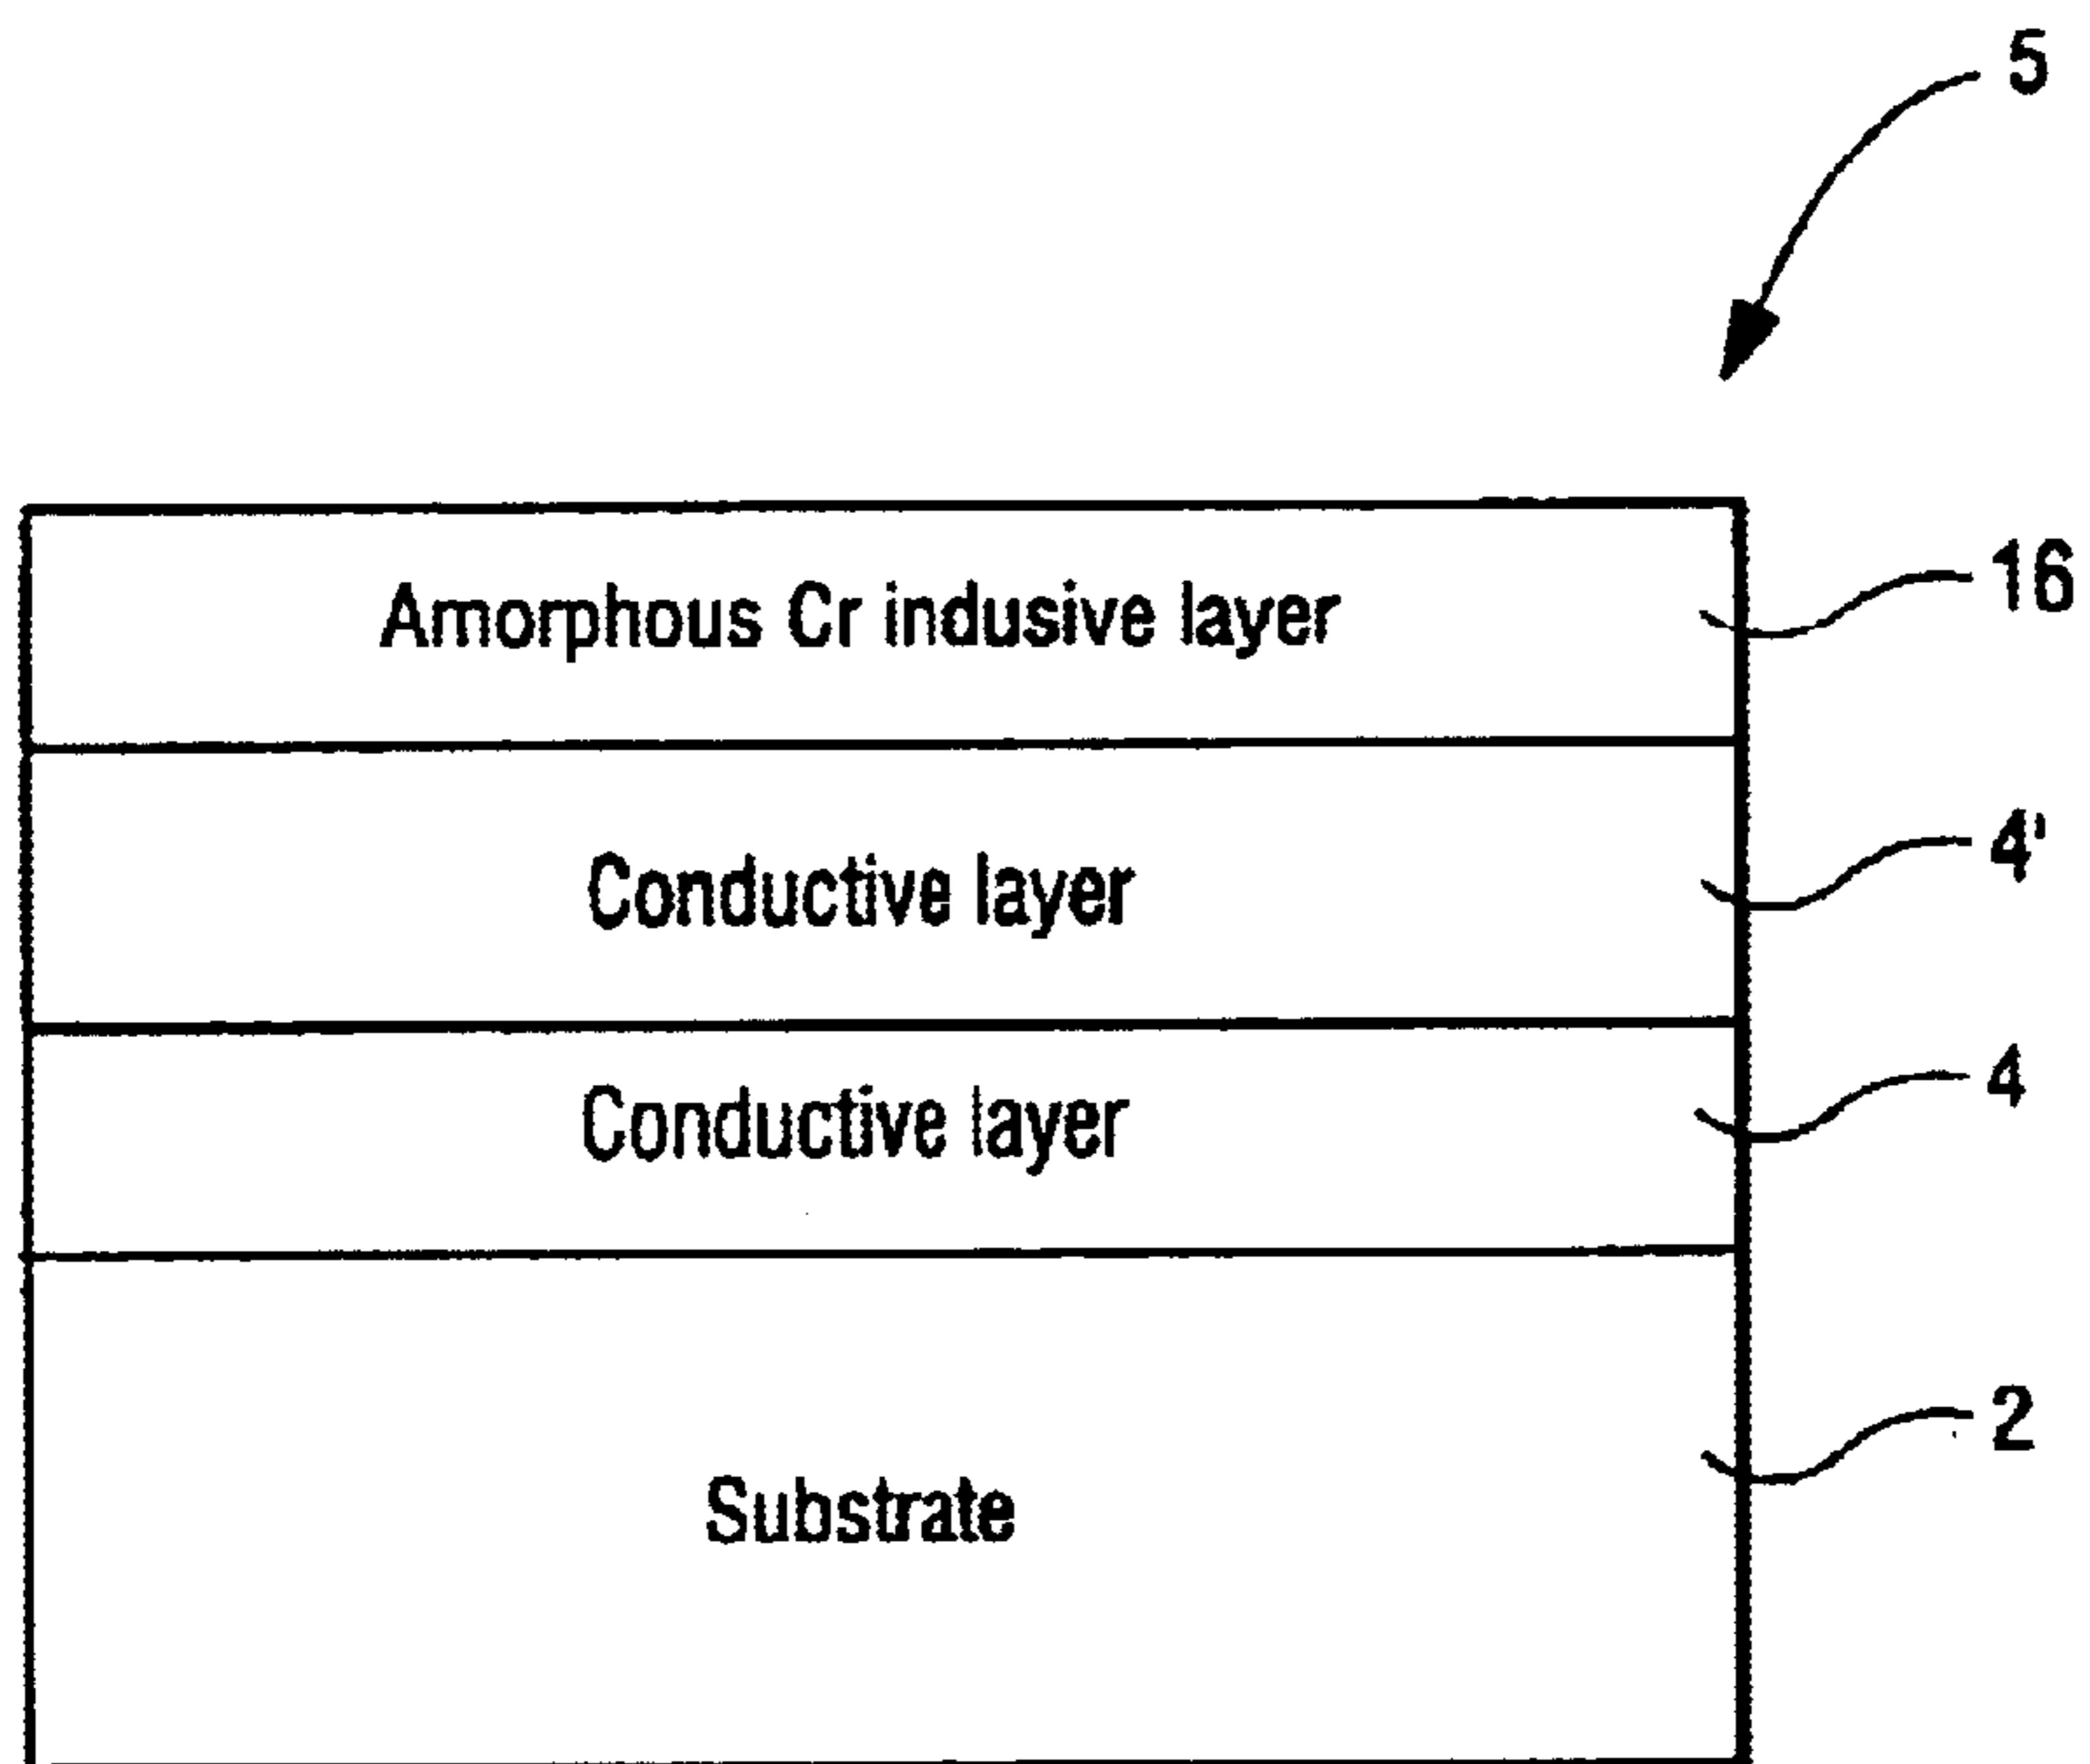 5
Amorphous Cr indusive layer
16
Conductive layer
4'
Conductive layer
4
Substrate
2